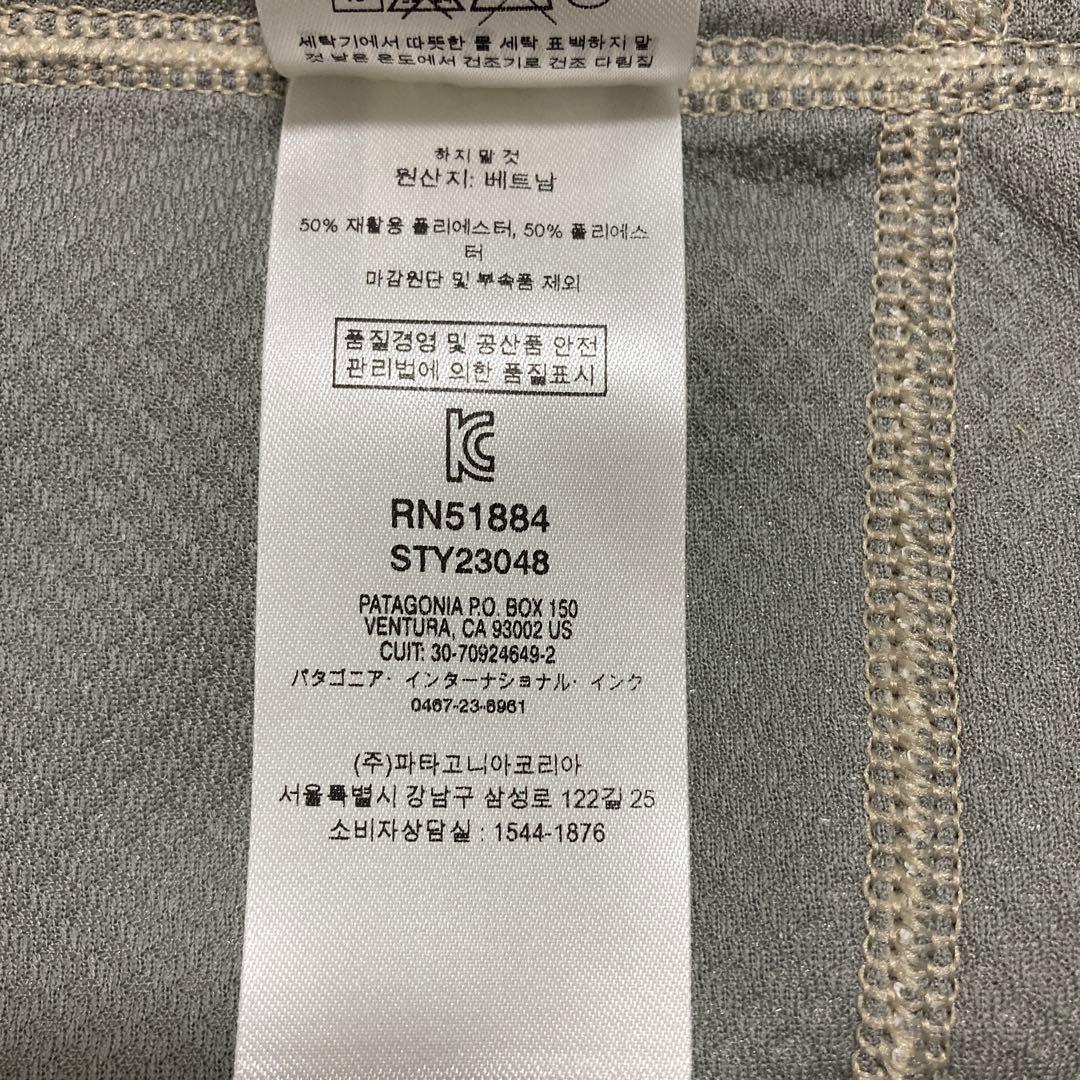 세탁기에서 따뜻한 물 세탁 표백하지 말
것 낮은 온도에서 건조기로 건조 다림질
하지 말 것
원산지: 베트남
50% 재활용 폴리에스터, 50% 폴리에스
터
마감원단 및 부속품 제외
품질경영 및 공산품 안전
관리법에 의한 품질표시
RN51884
STY23048
PATAGONIA P.O. BOX 150
VENTURA, CA 93002 US
CUIT: 30-70924649-2
パタゴニア・インターナショナル・インク
0467-23-8961
(주)파타고니아코리아
서울특별시 강남구 삼성로 122길 25
소비자상담실 : 1544-1876